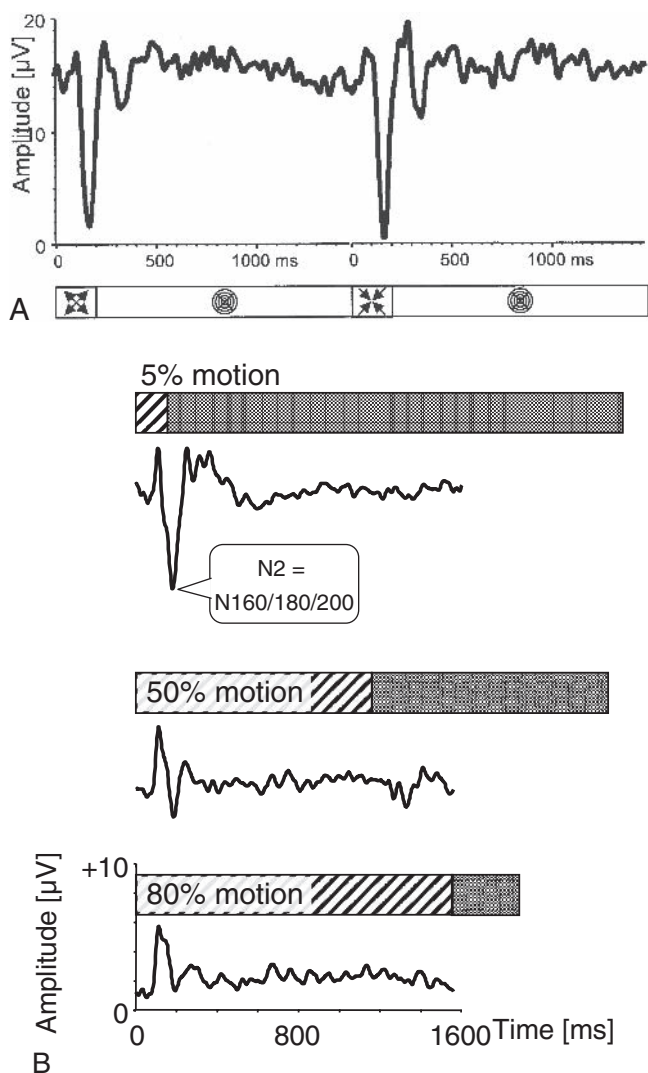 20
10
0
Amplitude [µV]
0 500 1000 ms 0 500 1000 ms
A
5% motion
N2 =
N160/180/200
50% motion
80% motion
+10
0
Amplitude [µV]
0 800 1600 Time [ms]
B